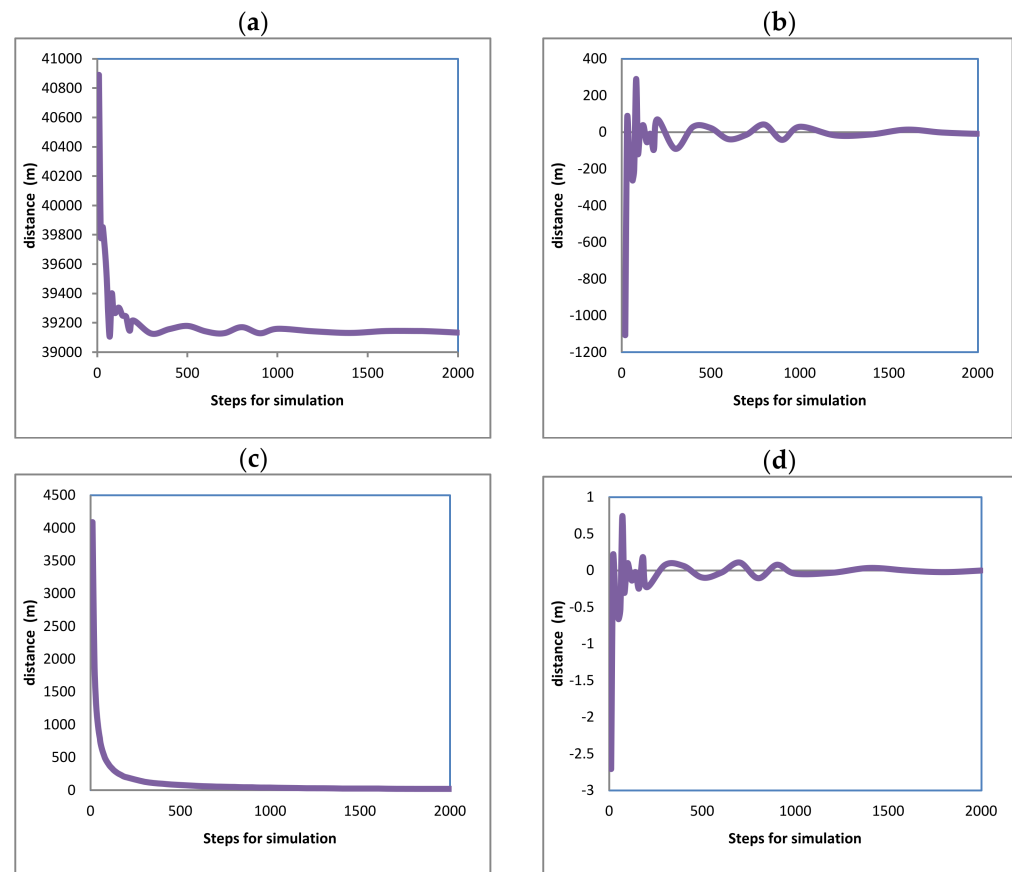 (a)
41000
40800
40600
40400
40200
40000
39800
39600
39400
39200
39000
distance (m)
0 500 1000 1500 2000
Steps for simulation
(b)
400
200
0
-200
-400
-600
-800
-1000
-1200
distance (m)
0 500 1000 1500 2000
Steps for simulation
(c)
4500
4000
3500
3000
2500
2000
1500
1000
500
0
distance (m)
0 500 1000 1500 2000
Steps for simulation
(d)
1
0.5
0
-0.5
-1
-1.5
-2
-2.5
-3
distance (m)
0 500 1000 1500 2000
Steps for simulation